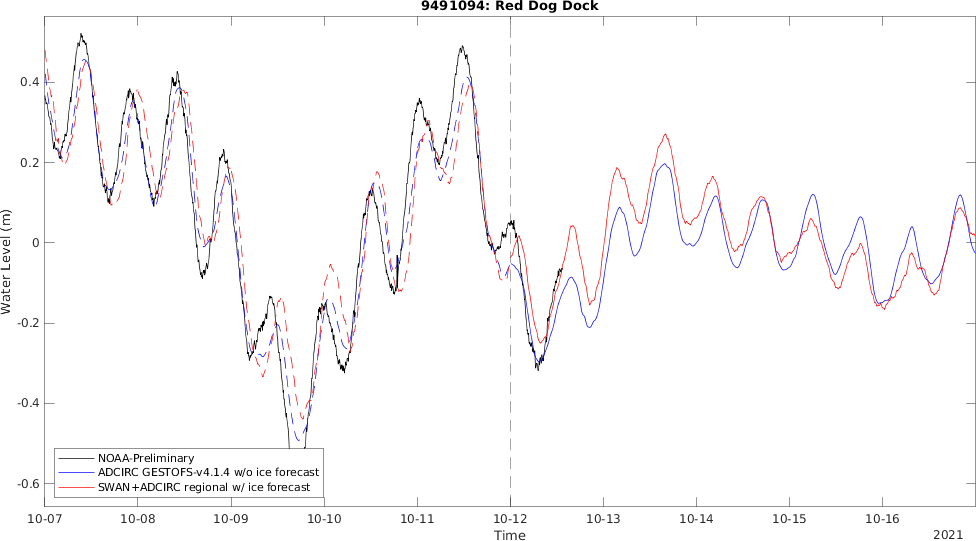 9491094: Red Dog Dock
Water Level (m)
0.4
0.2
0
-0.2
-0.4
-0.6
NOAA-Preliminary
ADCIRC GESTOFS-v4.1.4 w/o ice forecast
SWAN+ADCIRC regional w/ ice forecast
10-07 10-08 10-09 10-10 10-11 10-12 10-13 10-14 10-15 10-16
Time
2021